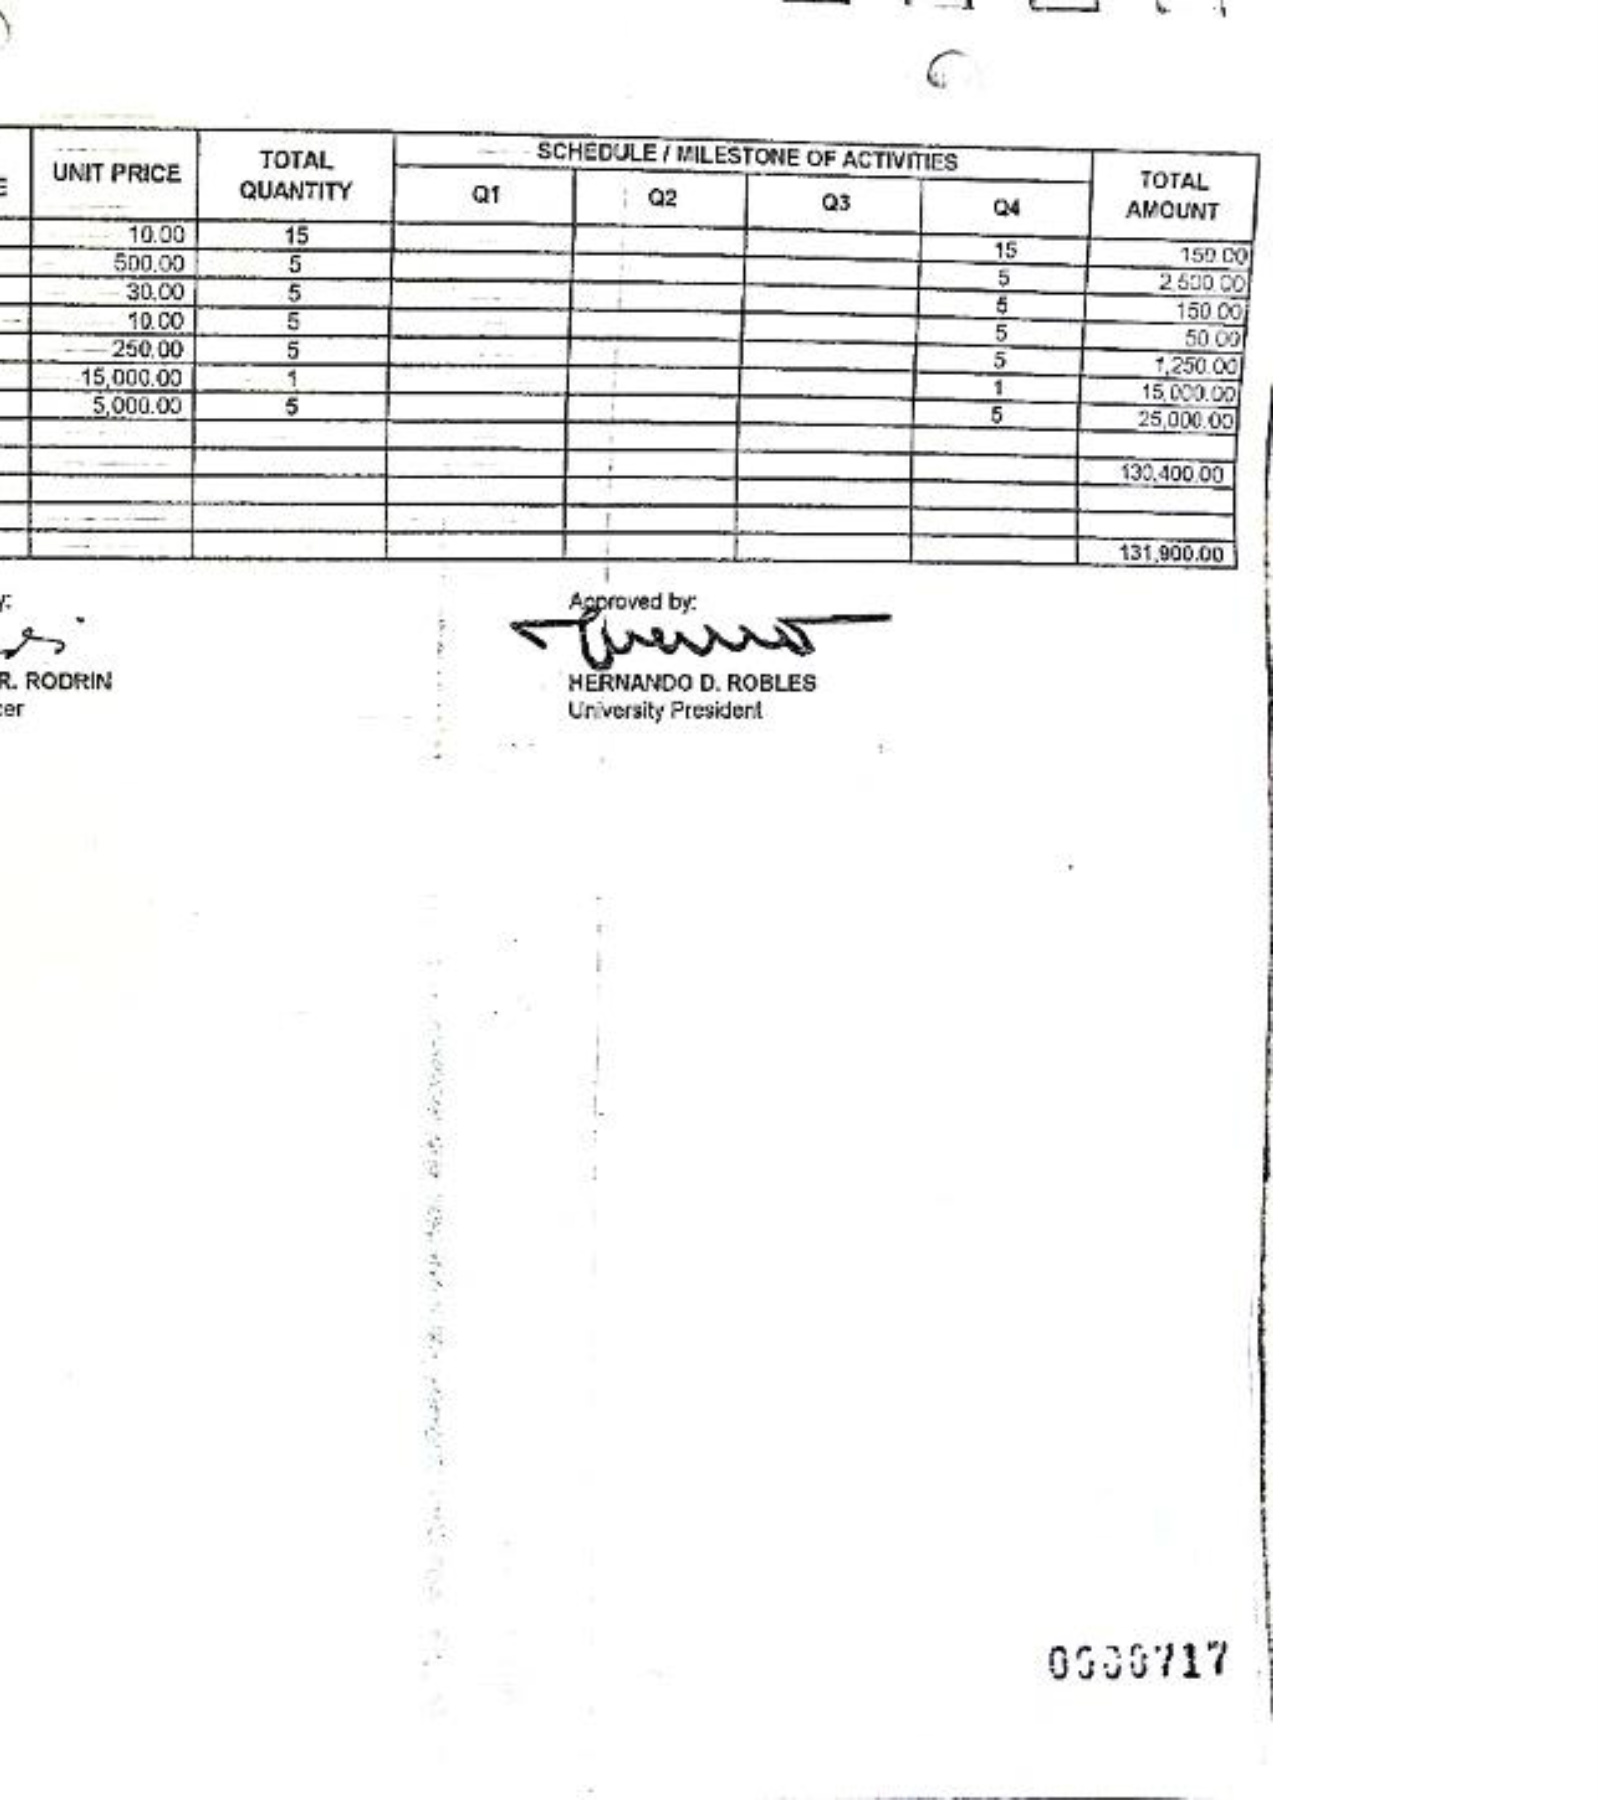 SCHEDULE / MILESTONE OF ACTIVITIES
UNIT PRICE TOTAL QUANTITY Q1 Q2 Q3 Q4 TOTAL AMOUNT
10.00 15 15 150.00
500.00 5 5 2,500.00
30.00 5 5 150.00
10.00 5 5 50.00
250.00 5 5 1,250.00
15,000.00 1 1 15,000.00
5,000.00 5 5 25,000.00
130,400.00
131,900.00
Approved by:
R. RODRIN HERNANDO D. ROBLES
University President